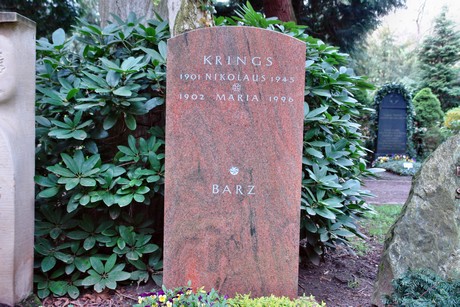 KRINGS
1901 NIKOLAUS 1945
1902 MARIA 1996
BARZ